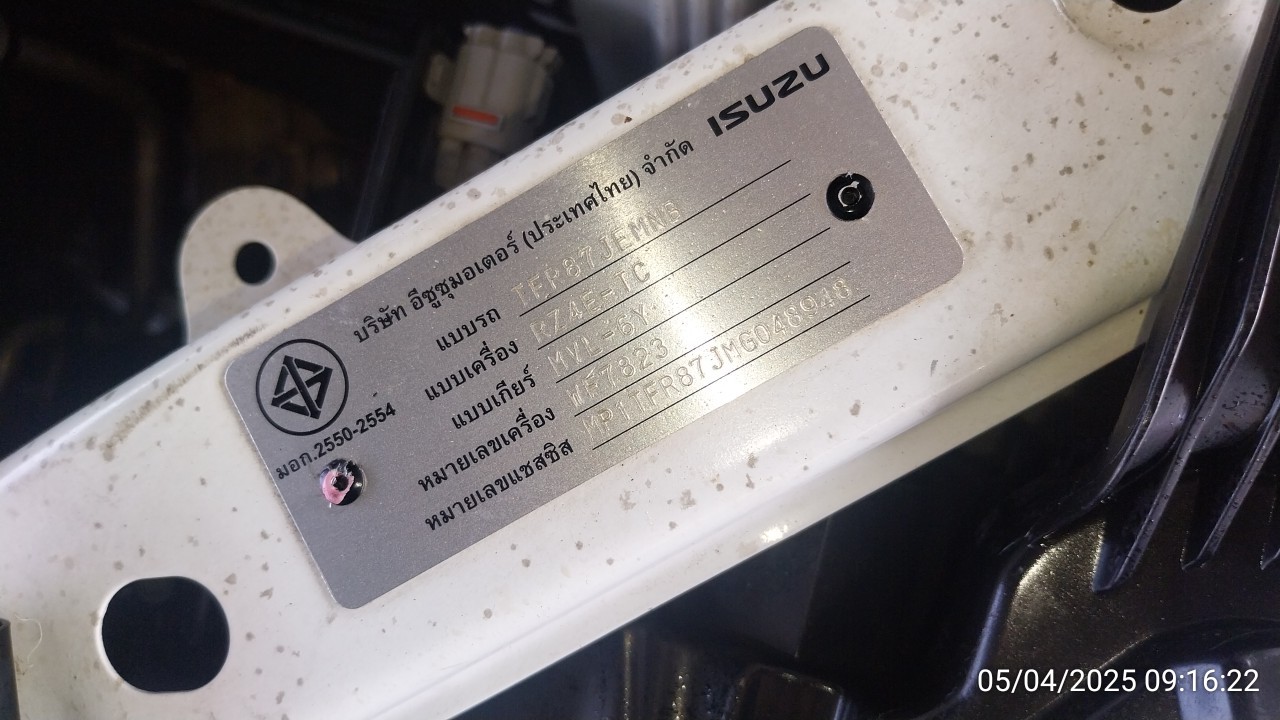 ISUZU
บริษัท อีซูซุมอเตอร์ (ประเทศไทย) จำกัด
แบบรถ TFR87JEMNG
แบบเครื่อง RZ4E-TC
แบบเกียร์ MVL-6Y
หมายเลขเครื่อง WE7823
หมายเลขแชสซิส MP1TFR87JMG048948
มอก.2550-2554
05/04/2025 09:16:22